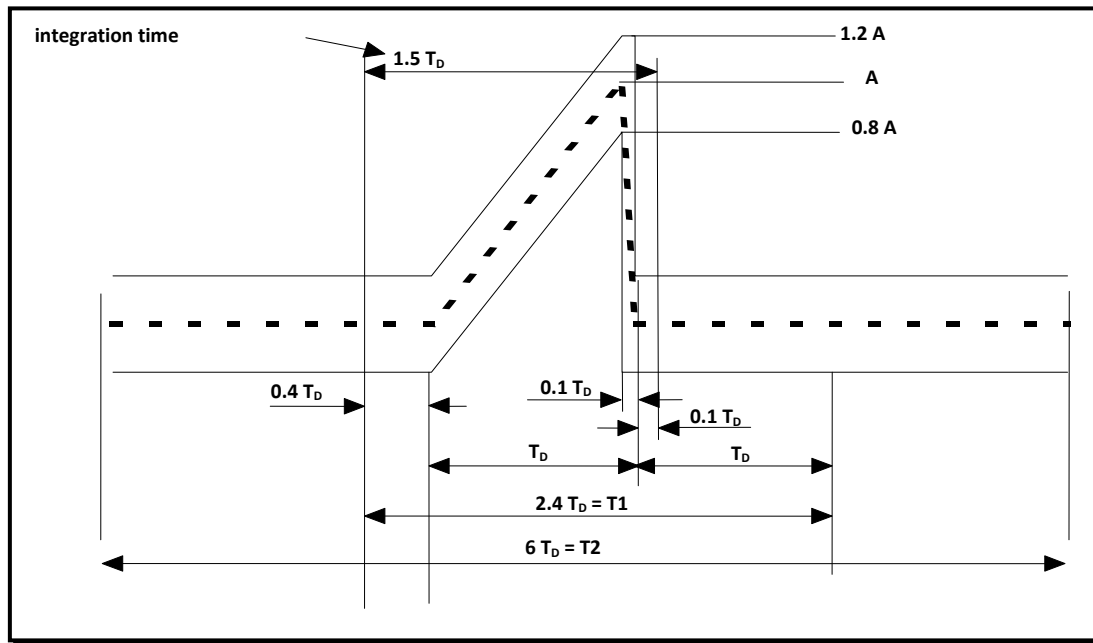 integration time
1.2 A
1.5 T_D
A
0.8 A
0.4 T_D
0.1 T_D
0.1 T_D
T_D
T_D
2.4 T_D = T1
6 T_D = T2